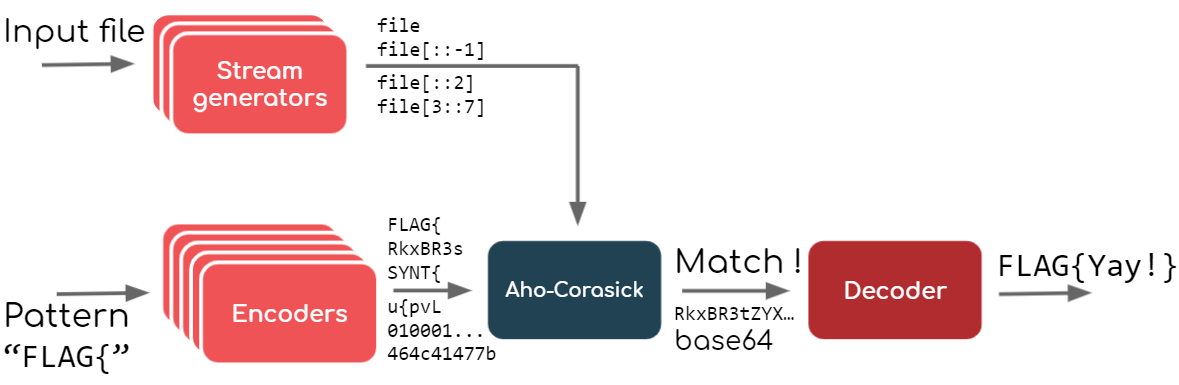 Input file
Stream
generators
file
file[::-1]
file[::2]
file[3::7]
Pattern
“FLAG{”
Encoders
FLAG{
RkxBR3s
SYNT{
u{pvL
010001...
464c41477b
Aho-Corasick
Match !
RkxBR3tZYX…
base64
Decoder
FLAG{Yay!}